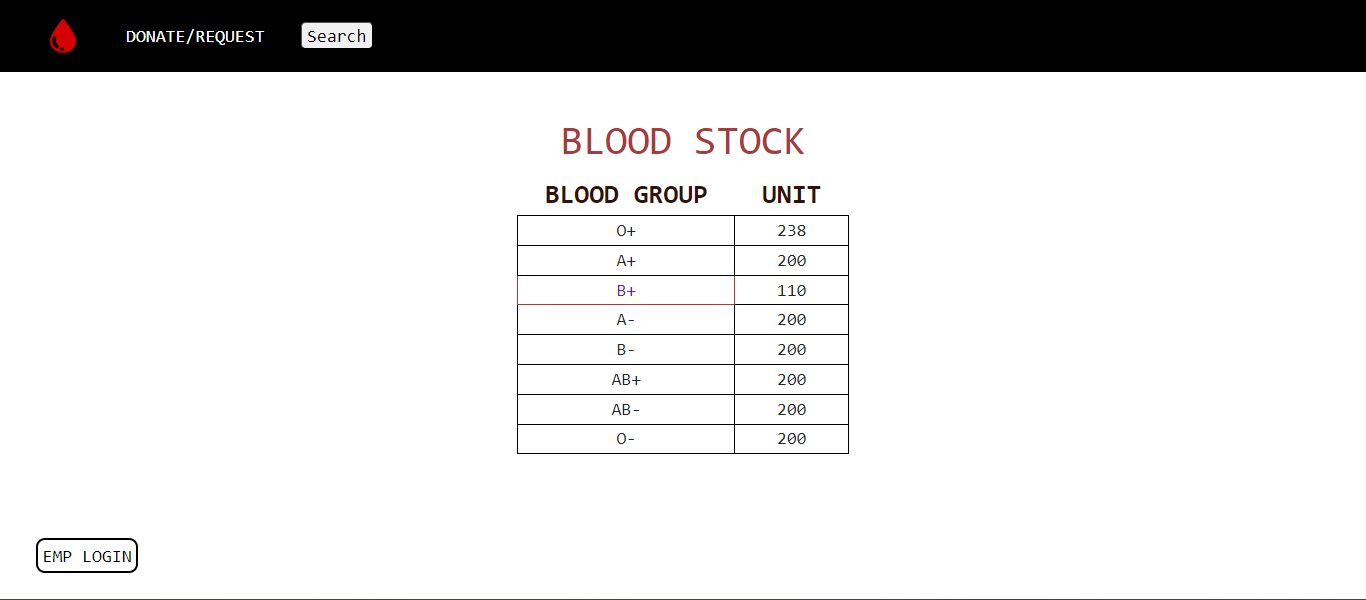 DONATE/REQUEST Search
BLOOD STOCK
BLOOD GROUP UNIT
O+ 238
A+ 200
B+ 110
A- 200
B- 200
AB+ 200
AB- 200
O- 200
EMP LOGIN